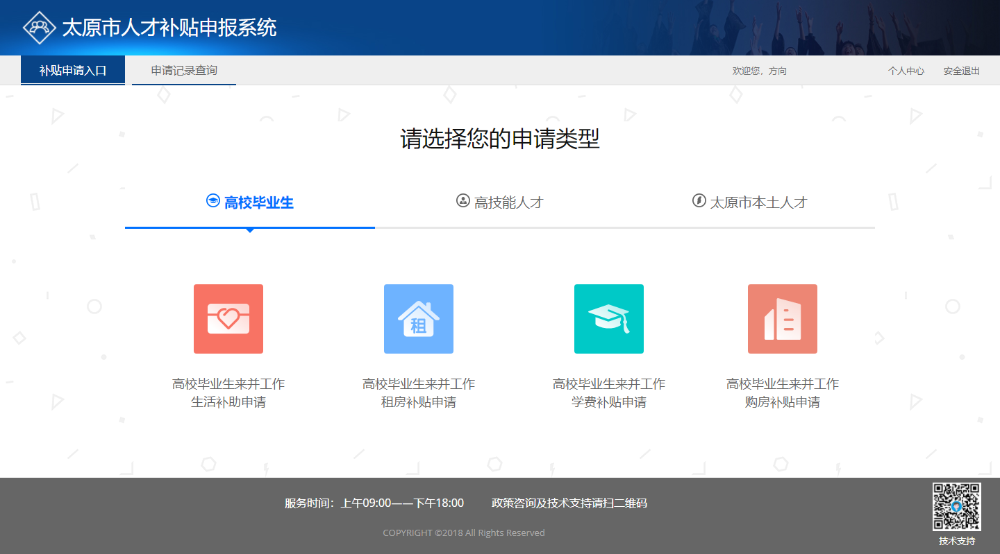 太原市人才补贴申报系统
补贴申请入口
申请记录查询
欢迎您，方向
个人中心
安全退出
请选择您的申请类型
高校毕业生
高技能人才
太原市本土人才
租
高校毕业生来并工作
生活补助申请
高校毕业生来并工作
租房补贴申请
高校毕业生来并工作
学费补贴申请
高校毕业生来并工作
购房补贴申请
服务时间：上午09:00——下午18:00
政策咨询及技术支持请扫二维码
COPYRIGHT ©2018 All Rights Reserved
技术支持